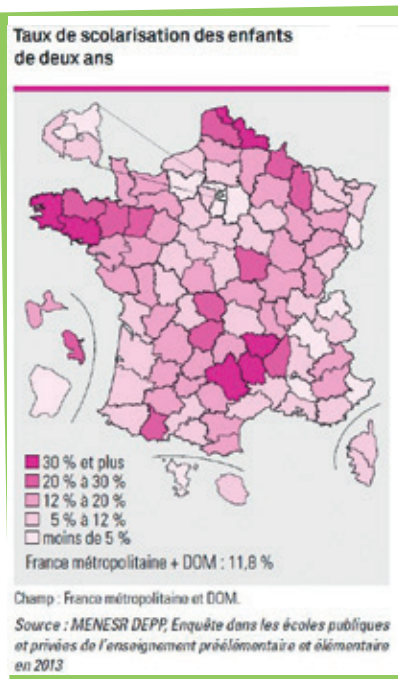 Taux de scolarisation des enfants
de deux ans
30 % et plus
20 % à 30 %
12 % à 20 %
5 % à 12 %
moins de 5 %
France métropolitaine + DOM : 11,8 %
Champ : France métropolitaine et DOM.
Source : MENESR DEPP, Enquête dans les écoles publiques
et privées de l'enseignement préélémentaire et élémentaire
en 2013